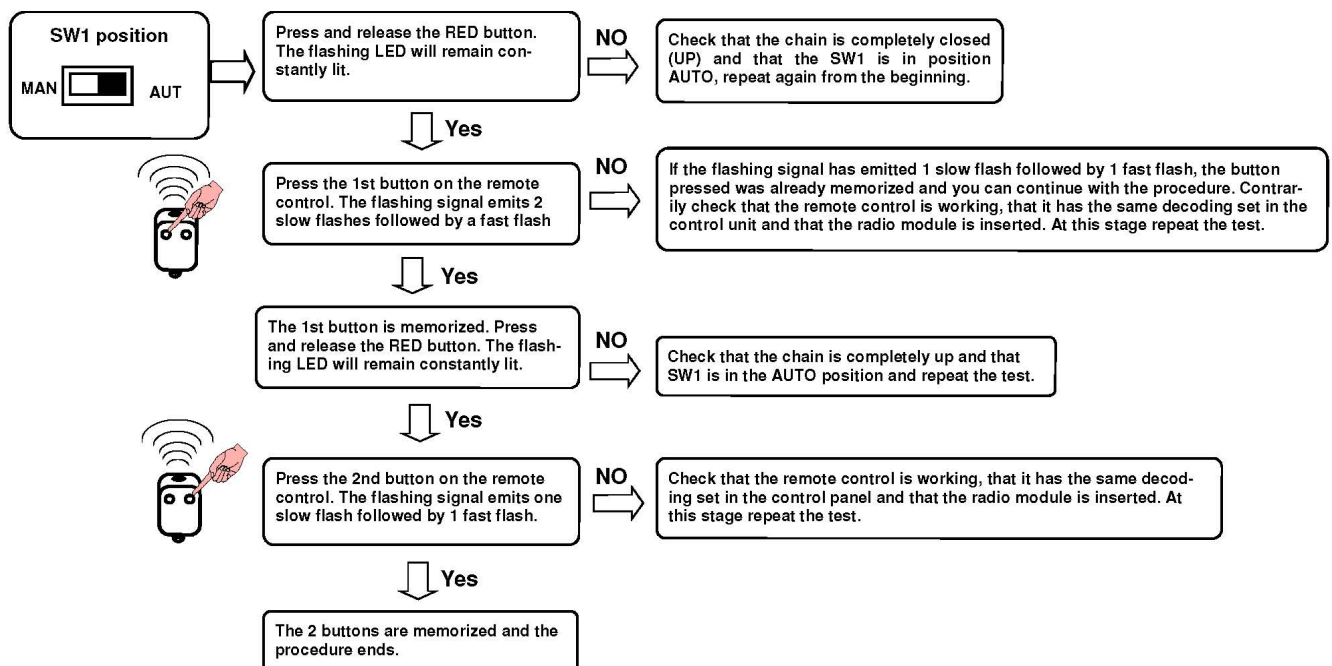 SW1 position
MAN
AUT
Press and release the RED button.
The flashing LED will remain con-
stantly lit.
NO
Check that the chain is completely closed
(UP) and that the SW1 is in position
AUTO, repeat again from the beginning.
Yes
Press the 1st button on the remote
control. The flashing signal emits 2
slow flashes followed by a fast flash
NO
If the flashing signal has emitted 1 slow flash followed by 1 fast flash, the button
pressed was already memorized and you can continue with the procedure. Contrar-
ily check that the remote control is working, that it has the same decoding set in the
control unit and that the radio module is inserted. At this stage repeat the test.
Yes
The 1st button is memorized. Press
and release the RED button. The flash-
ing LED will remain constantly lit.
NO
Check that the chain is completely up and that
SW1 is in the AUTO position and repeat the test.
Yes
Press the 2nd button on the remote
control. The flashing signal emits one
slow flash followed by 1 fast flash.
NO
Check that the remote control is working, that it has the same decod-
ing set in the control panel and that the radio module is inserted. At
this stage repeat the test.
Yes
The 2 buttons are memorized and the
procedure ends.